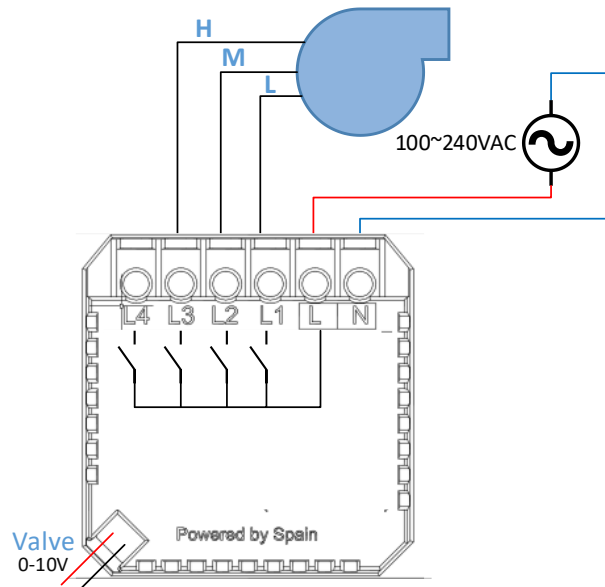 H
M
L
100~240VAC
L4 L3 L2 L1 L N
Powered by Spain
Valve
0-10V